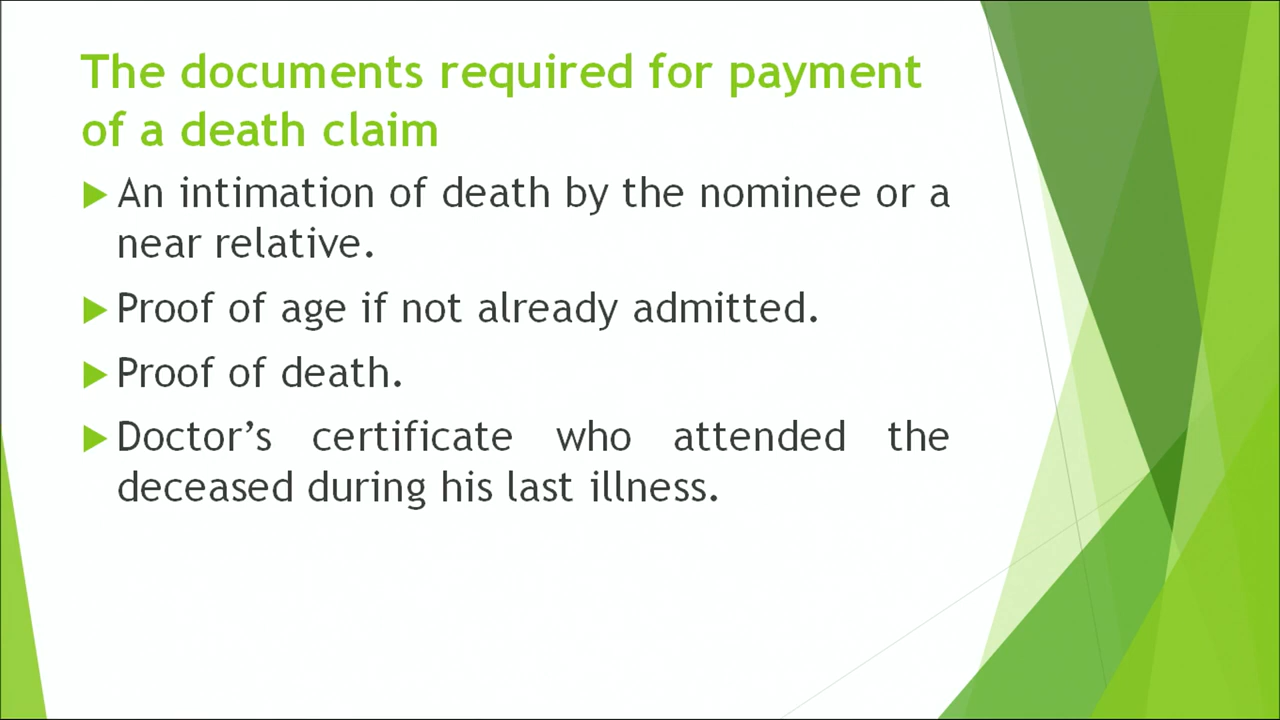 The documents required for payment
of a death claim
An intimation of death by the nominee or a
near relative.
Proof of age if not already admitted.
Proof of death.
Doctor’s certificate who attended the
deceased during his last illness.